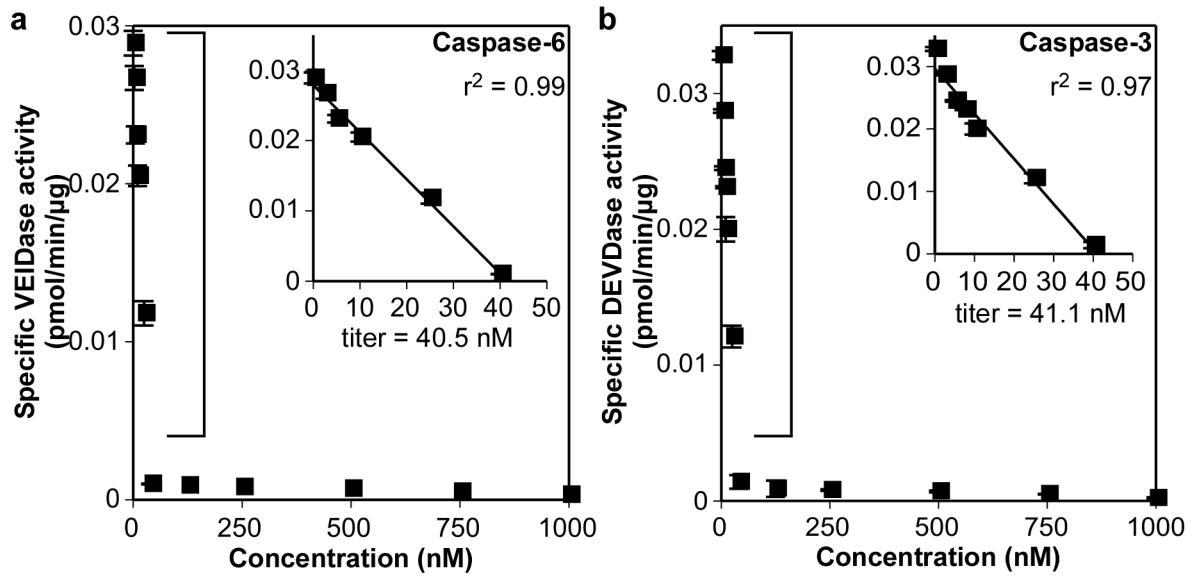 a
Specific VEIDase activity
(pmol/min/µg)
0.03
0.02
0.01
0
0
250
500
750
1000
Concentration (nM)
Caspase-6
r² = 0.99
0.03
0.02
0.01
0
0
10
20
30
40
50
titer = 40.5 nM
b
Specific DEVDase activity
(pmol/min/µg)
0.03
0.02
0.01
0
0
250
500
750
1000
Concentration (nM)
Caspase-3
r² = 0.97
0.03
0.02
0.01
0
0
10
20
30
40
50
titer = 41.1 nM